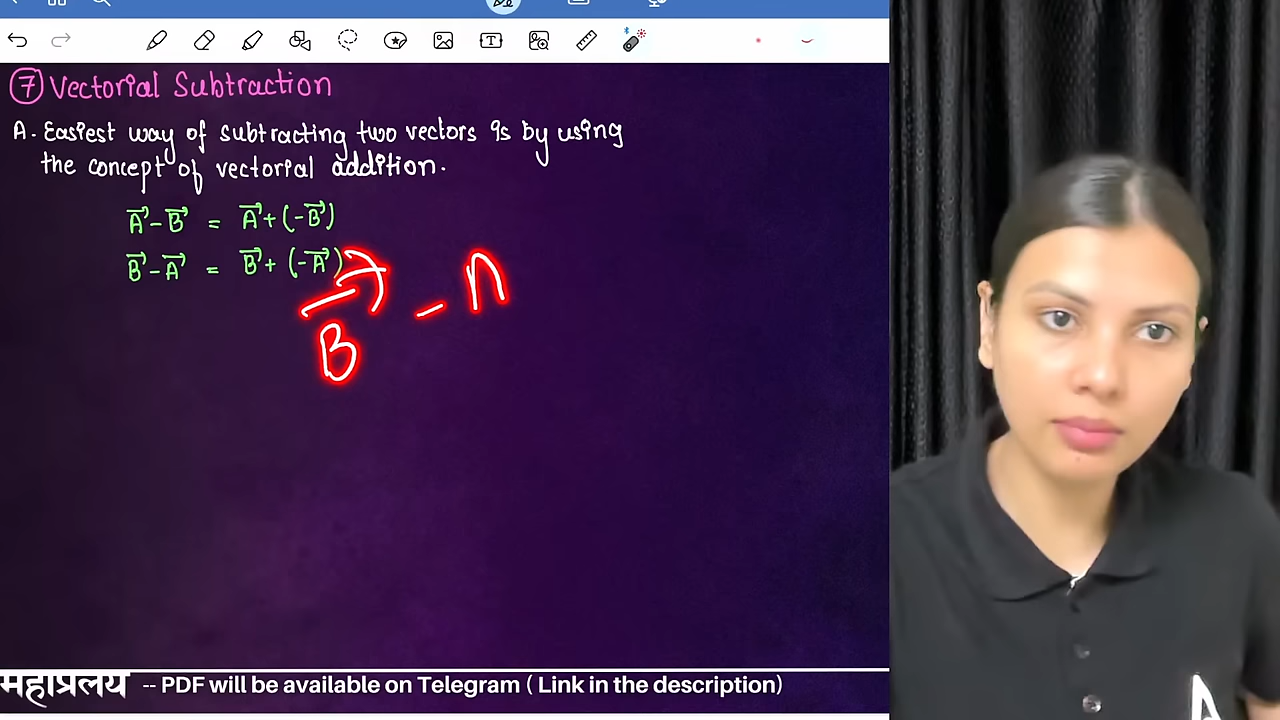 ⑦ Vectorial Subtraction
A. Easiest way of subtracting two vectors is by using
the concept of vectorial addition.
A⃗ - B⃗ = A⃗ + (-B⃗)
B⃗ - A⃗ = B⃗ + (-A⃗)
B⃗ -
महाप्रलय -- PDF will be available on Telegram ( Link in the description)